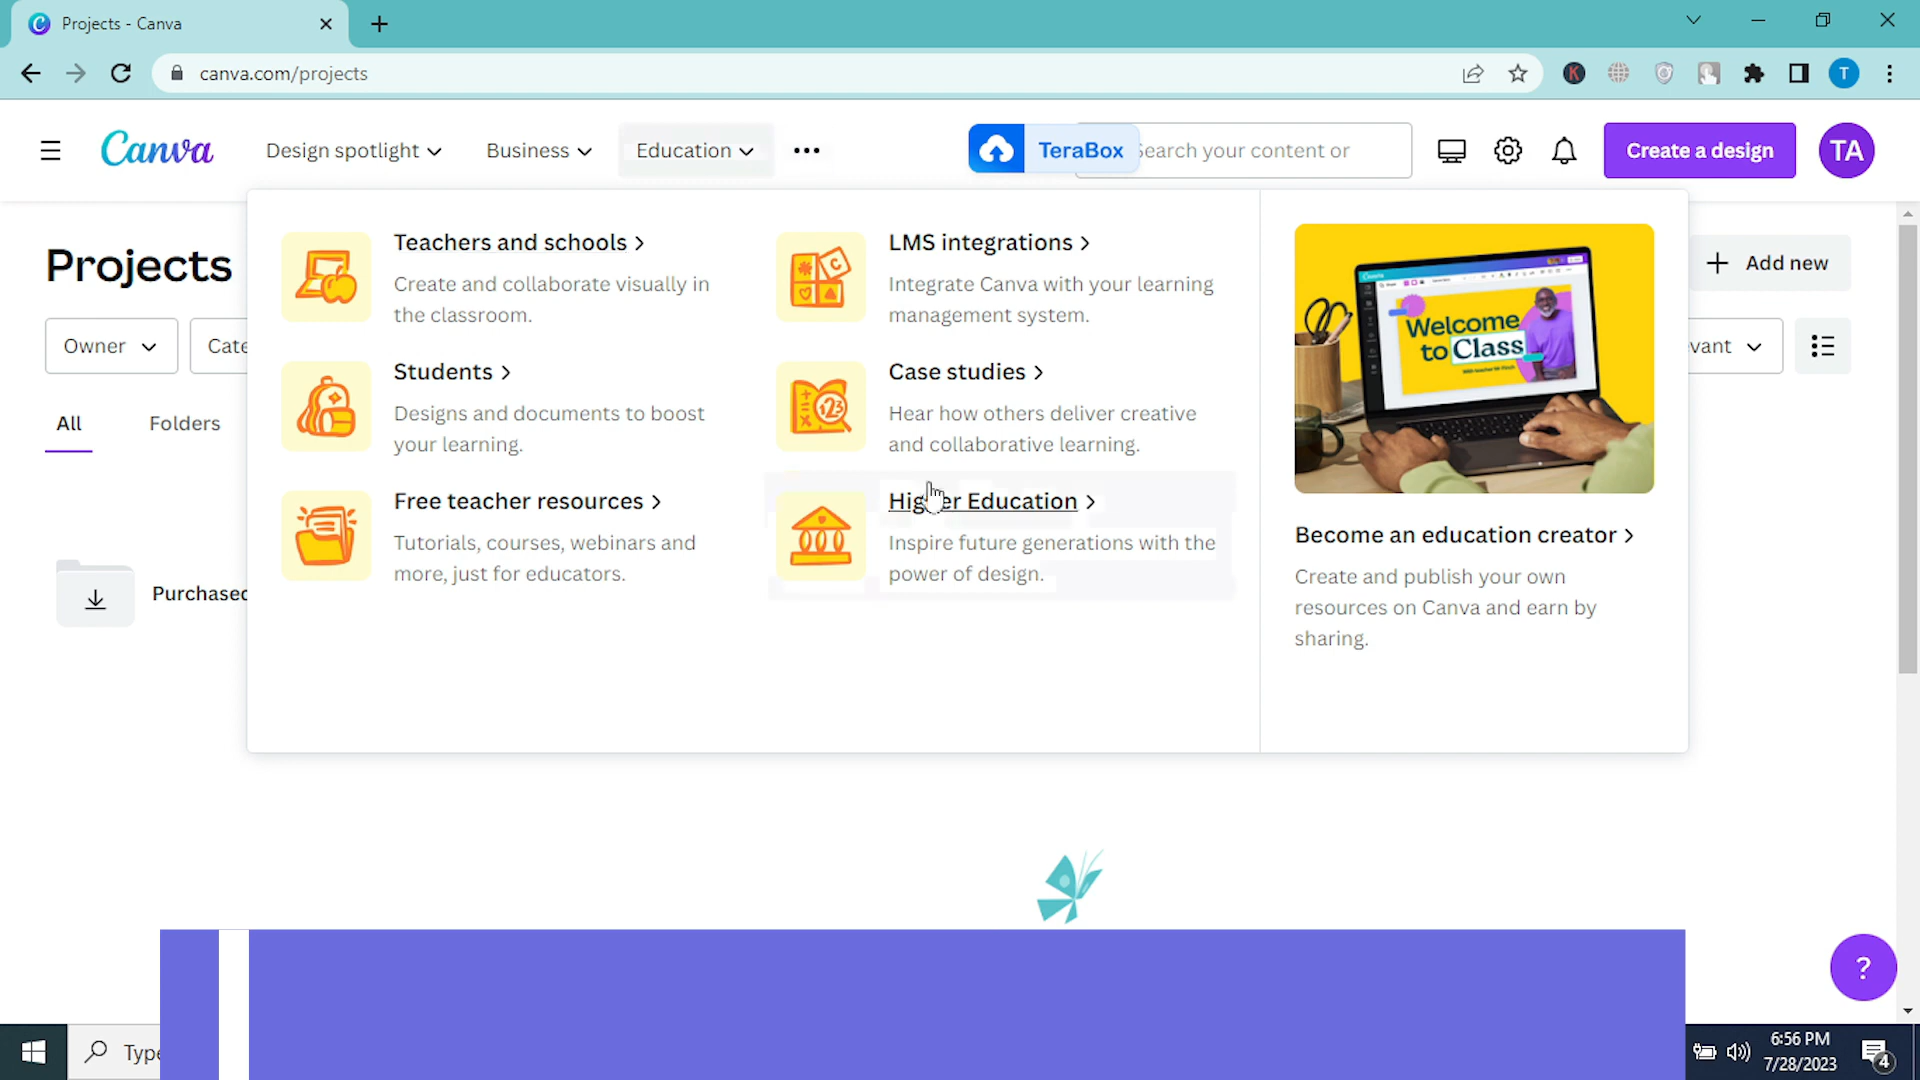 Projects - Canva
canva.com/projects
K
T
Canva
Design spotlight
Business
Education
TeraBox
Search your content or
Create a design
TA
Projects
Add new
Owner
Cate
vant
All
Folders
Purchased
Teachers and schools
Create and collaborate visually in
the classroom.
Students
Designs and documents to boost
your learning.
Free teacher resources
Tutorials, courses, webinars and
more, just for educators.
LMS integrations
Integrate Canva with your learning
management system.
Case studies
Hear how others deliver creative
and collaborative learning.
Higher Education
Inspire future generations with the
power of design.
Welcome
to Class
Become an education creator
Create and publish your own
resources on Canva and earn by
sharing.
?
Type
6:56 PM
7/28/2023
4